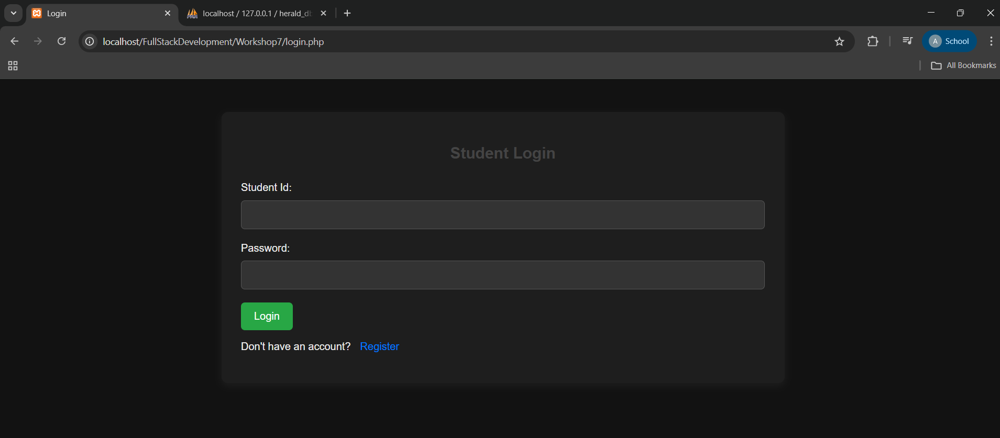 Login
localhost / 127.0.0.1 / herald_db
localhost/FullStackDevelopment/Workshop7/login.php
A School
All Bookmarks
Student Login
Student Id:
Password:
Login
Don't have an account? Register